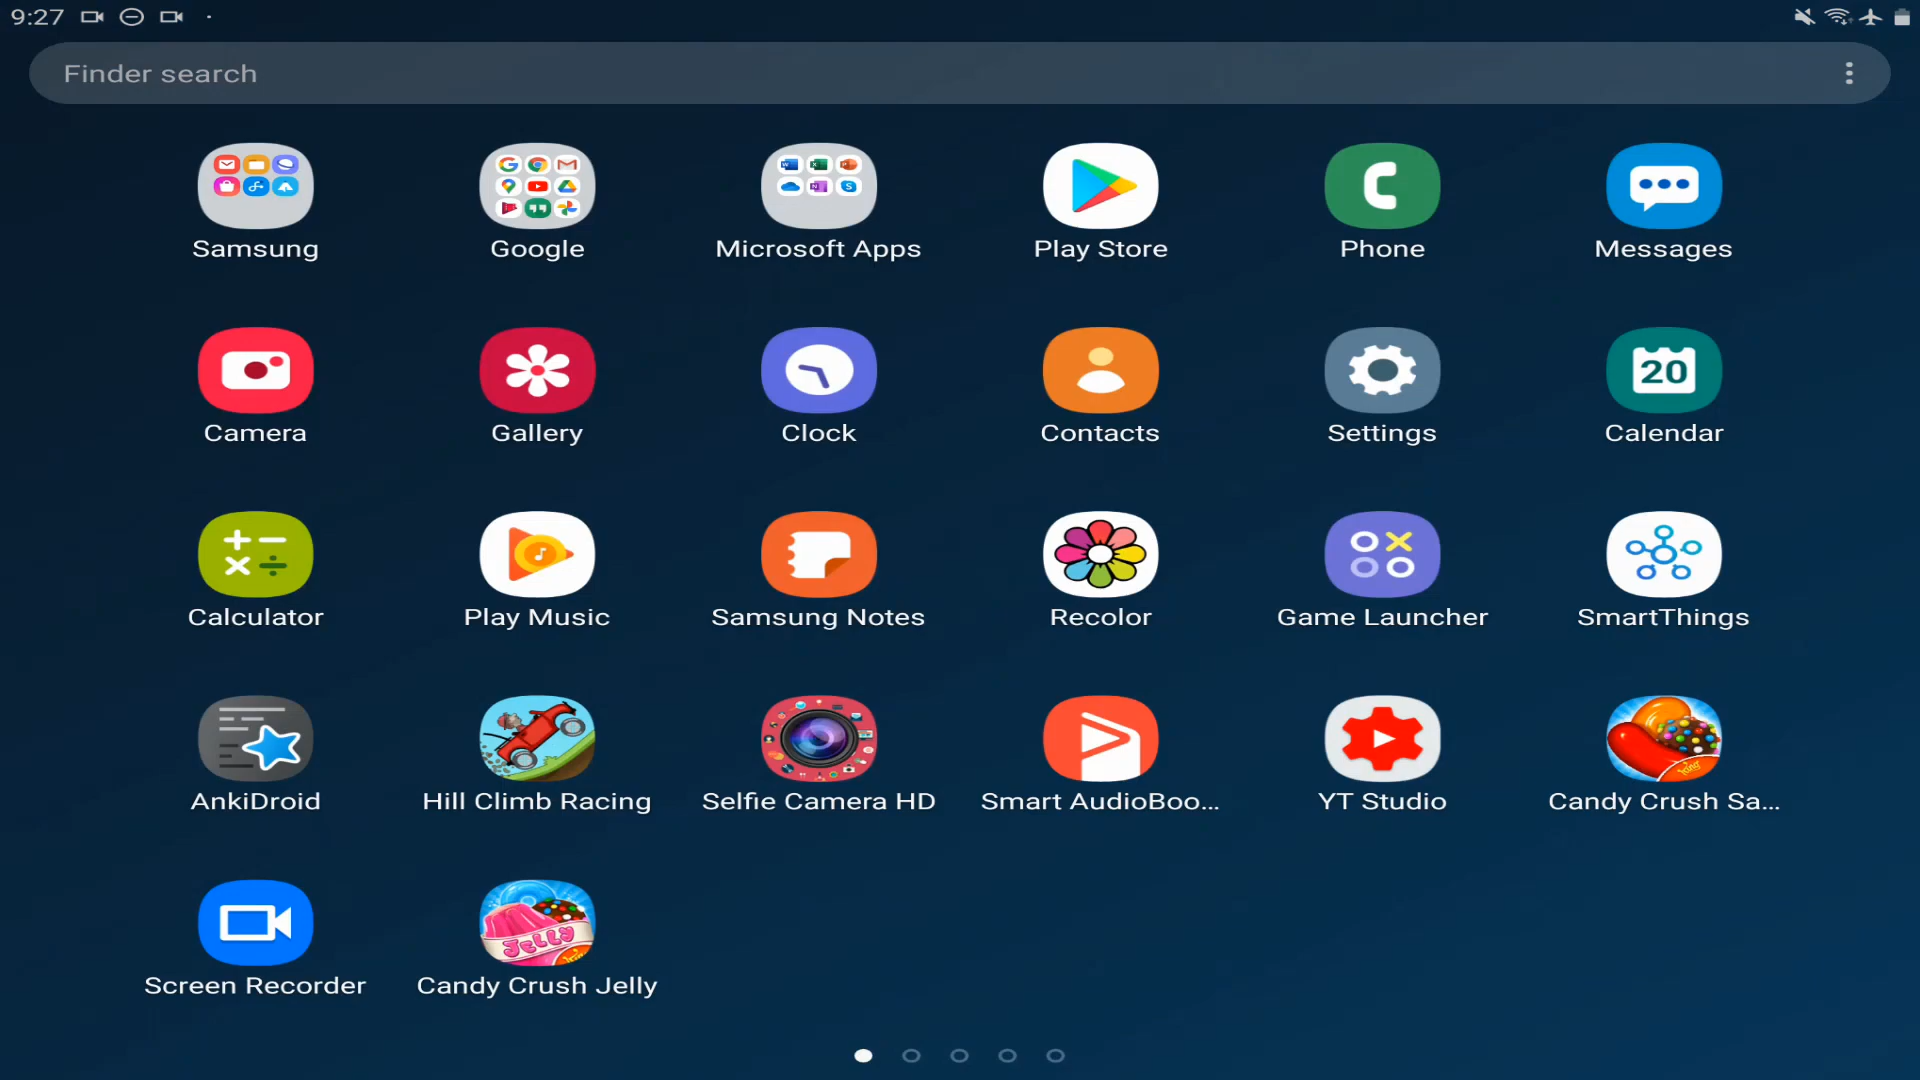 9:27
Finder search
Samsung
Google
Microsoft Apps
Play Store
Phone
Messages
Camera
Gallery
Clock
Contacts
Settings
20
Calendar
Calculator
Play Music
Samsung Notes
Recolor
Game Launcher
SmartThings
AnkiDroid
Hill Climb Racing
Selfie Camera HD
Smart AudioBoo...
YT Studio
King
Candy Crush Sa...
Screen Recorder
JELLY
Candy Crush Jelly